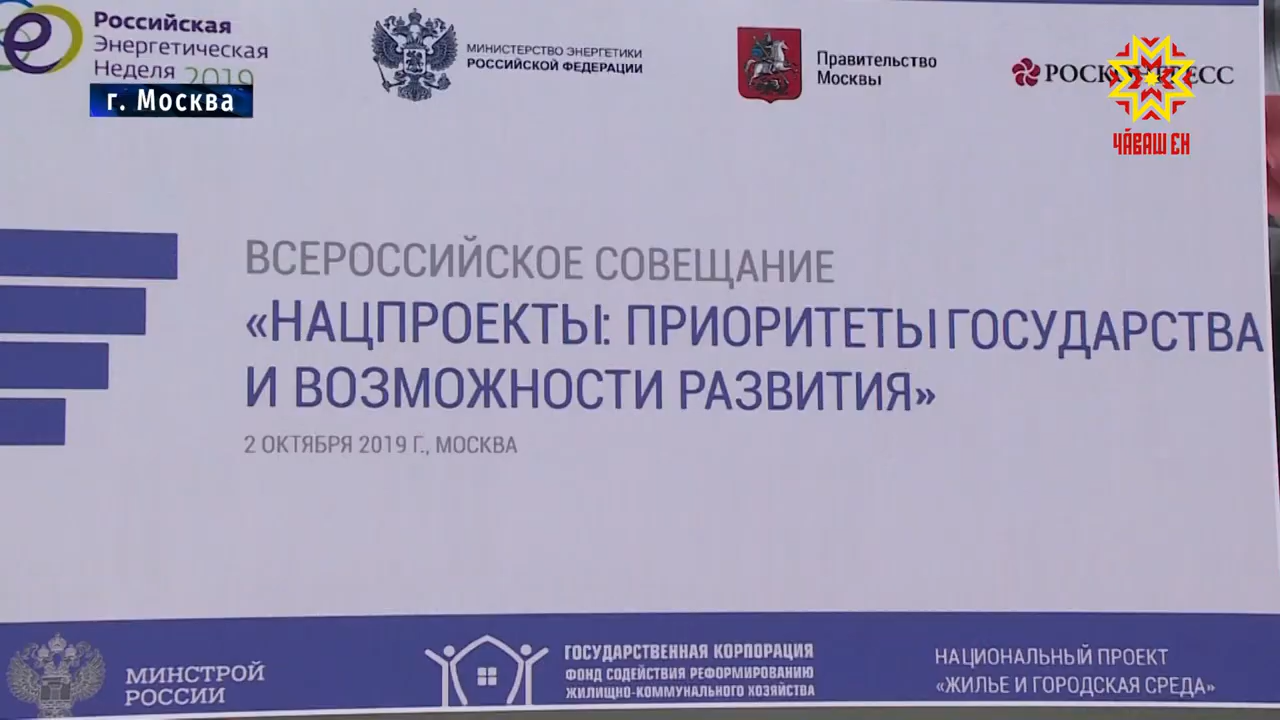 Российская
Энергетическая
Неделя 2019
г. Москва
МИНИСТЕРСТВО ЭНЕРГЕТИКИ
РОССИЙСКОЙ ФЕДЕРАЦИИ
Правительство
Москвы
РОСКОНГРЕСС
ЧӐВАШ ЕН
ВСЕРОССИЙСКОЕ СОВЕЩАНИЕ
«НАЦПРОЕКТЫ: ПРИОРИТЕТЫ ГОСУДАРСТВА
И ВОЗМОЖНОСТИ РАЗВИТИЯ»
2 ОКТЯБРЯ 2019 Г., МОСКВА
МИНСТРОЙ
РОССИИ
ГОСУДАРСТВЕННАЯ КОРПОРАЦИЯ
ФОНД СОДЕЙСТВИЯ РЕФОРМИРОВАНИЮ
ЖИЛИЩНО-КОММУНАЛЬНОГО ХОЗЯЙСТВА
НАЦИОНАЛЬНЫЙ ПРОЕКТ
«ЖИЛЬЕ И ГОРОДСКАЯ СРЕДА»